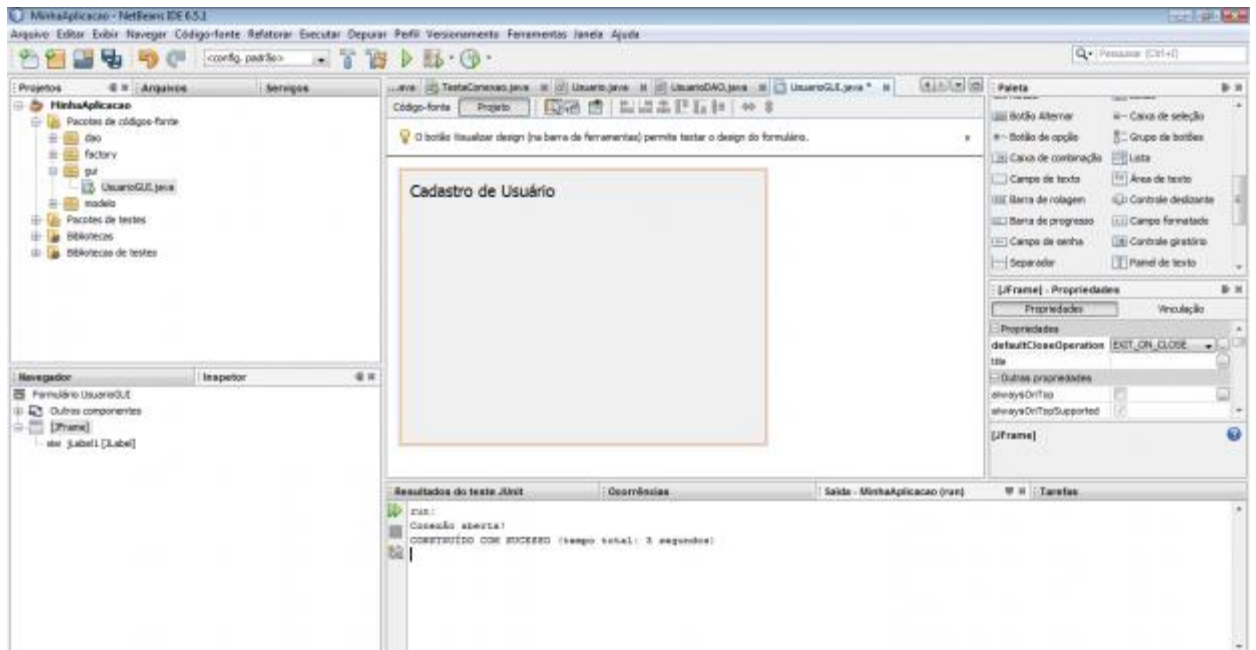 MinhaAplicacao - NetBeans IDE 6.5.1
Arquivo Editar Exibir Navegar Código-fonte Refatorar Executar Depurar Perfil Versionamento Ferramentas Janela Ajuda
<config. padrão>
Pesquisar (Ctrl+I)
Projetos Arquivos Serviços
MinhaAplicacao
Pacotes de códigos-fonte
dao
factory
gui
UsuarioGUI.java
modelo
Pacotes de testes
Bibliotecas
Bibliotecas de testes
...ava TestaConexao.java Usuario.java UsuarioDAO.java UsuarioGUI.java *
Código-fonte Projeto
O botão Visualizar design (na barra de ferramentas) permite testar o design do formulário.
Cadastro de Usuário
Paleta
Botão Alternar Caixa de seleção
Botão de opção Grupo de botões
Caixa de combinação Lista
Campo de texto Área de texto
Barra de rolagem Controle deslizante
Barra de progresso Campo formatado
Campo de senha Controle giratório
Separador Painel de texto
[JFrame] - Propriedades
Propriedades Vinculação
Propriedades
defaultCloseOperation EXIT_ON_CLOSE
title
Outras propriedades
alwaysOnTop
alwaysOnTopSupported
[JFrame]
Navegador Inspetor
Formulário UsuarioGUI
Outros componentes
[JFrame]
jLabel1 [JLabel]
Resultados do teste JUnit Ocorrências Saída - MinhaAplicacao (run) Tarefas
run:
Conexão aberta!
CONSTRUÍDO COM SUCESSO (tempo total: 3 segundos)